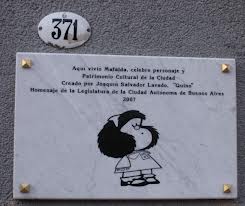 371
Aquí vivió Mafalda, célebre personaje y
Patrimonio Cultural de la Ciudad
Creado por Joaquín Salvador Lavado, "Quino"
Homenaje de la Legislatura de la Ciudad Autónoma de Buenos Aires
2007